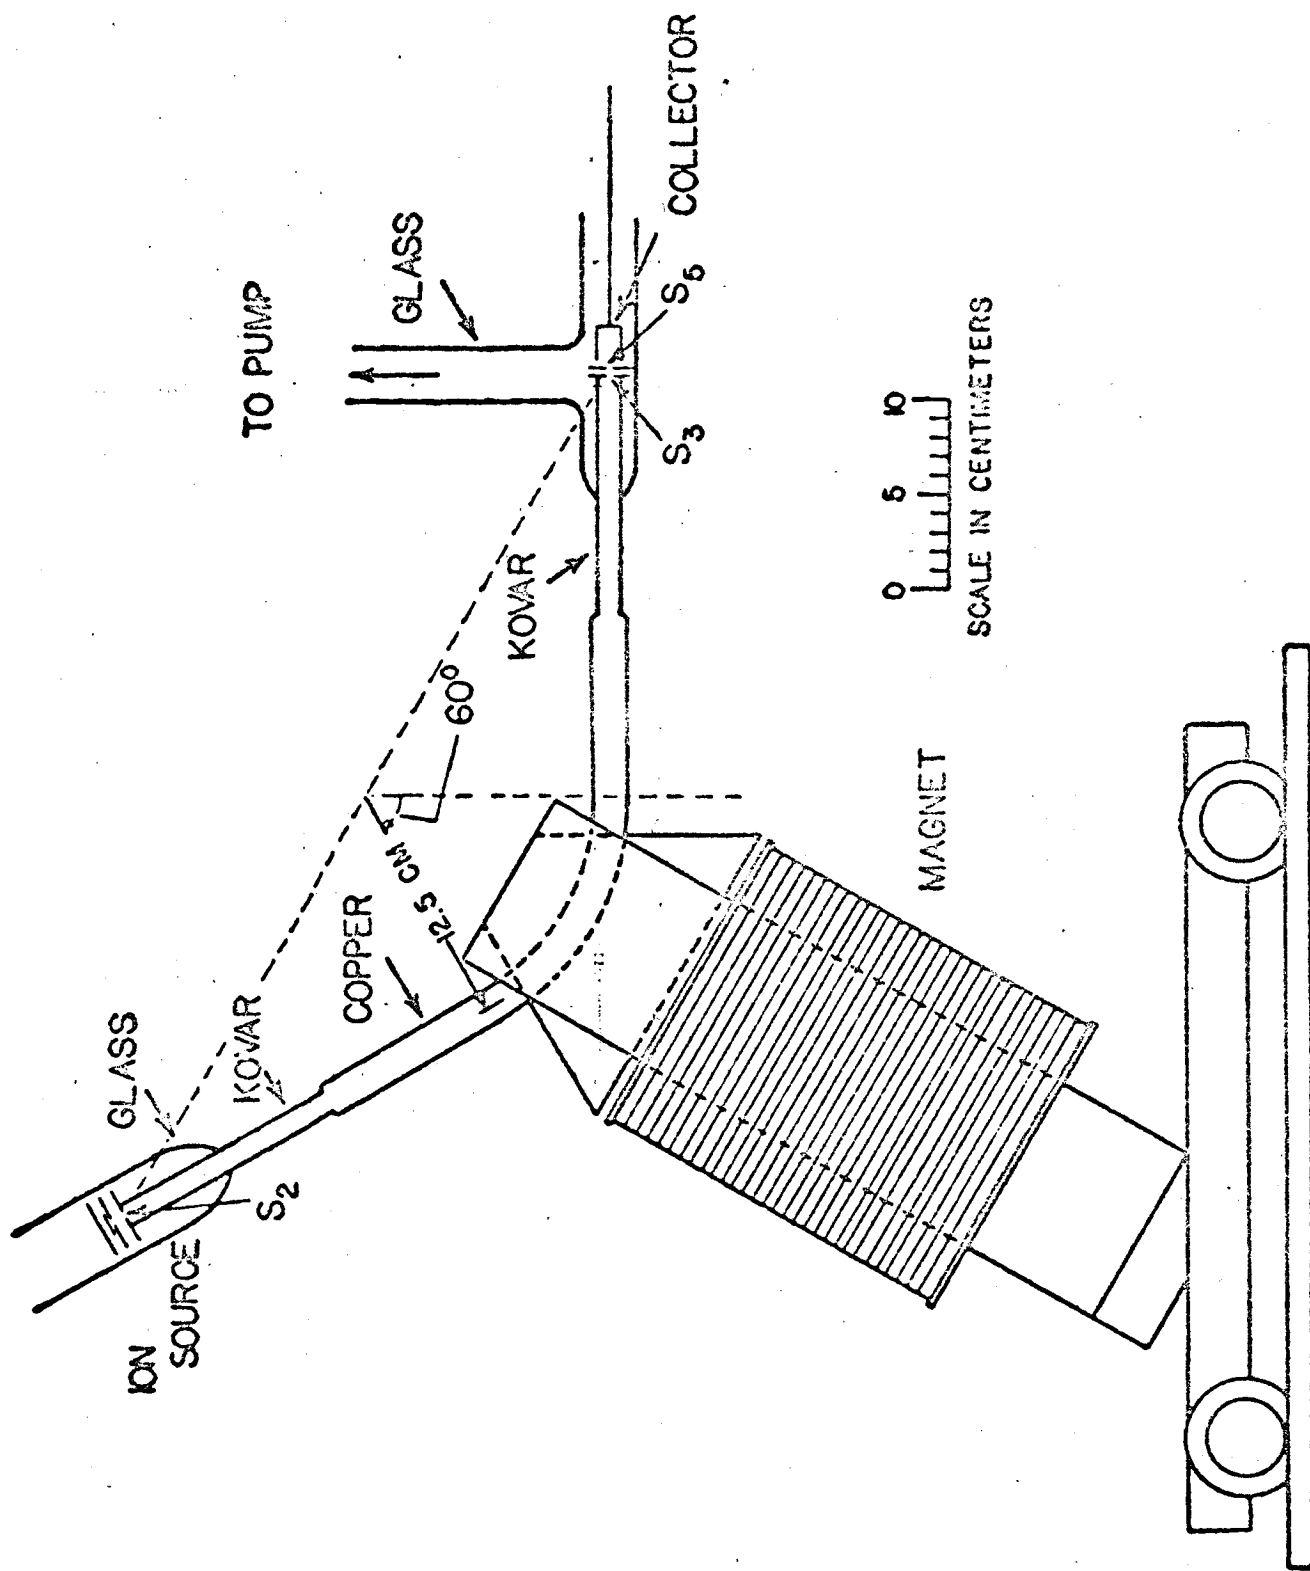 TO PUMP
GLASS
COLLECTOR
S5
S3
KOVAR
60°
12.5 CM
COPPER
KOVAR
GLASS
S2
ION
SOURCE
MAGNET
0 5 10
SCALE IN CENTIMETERS